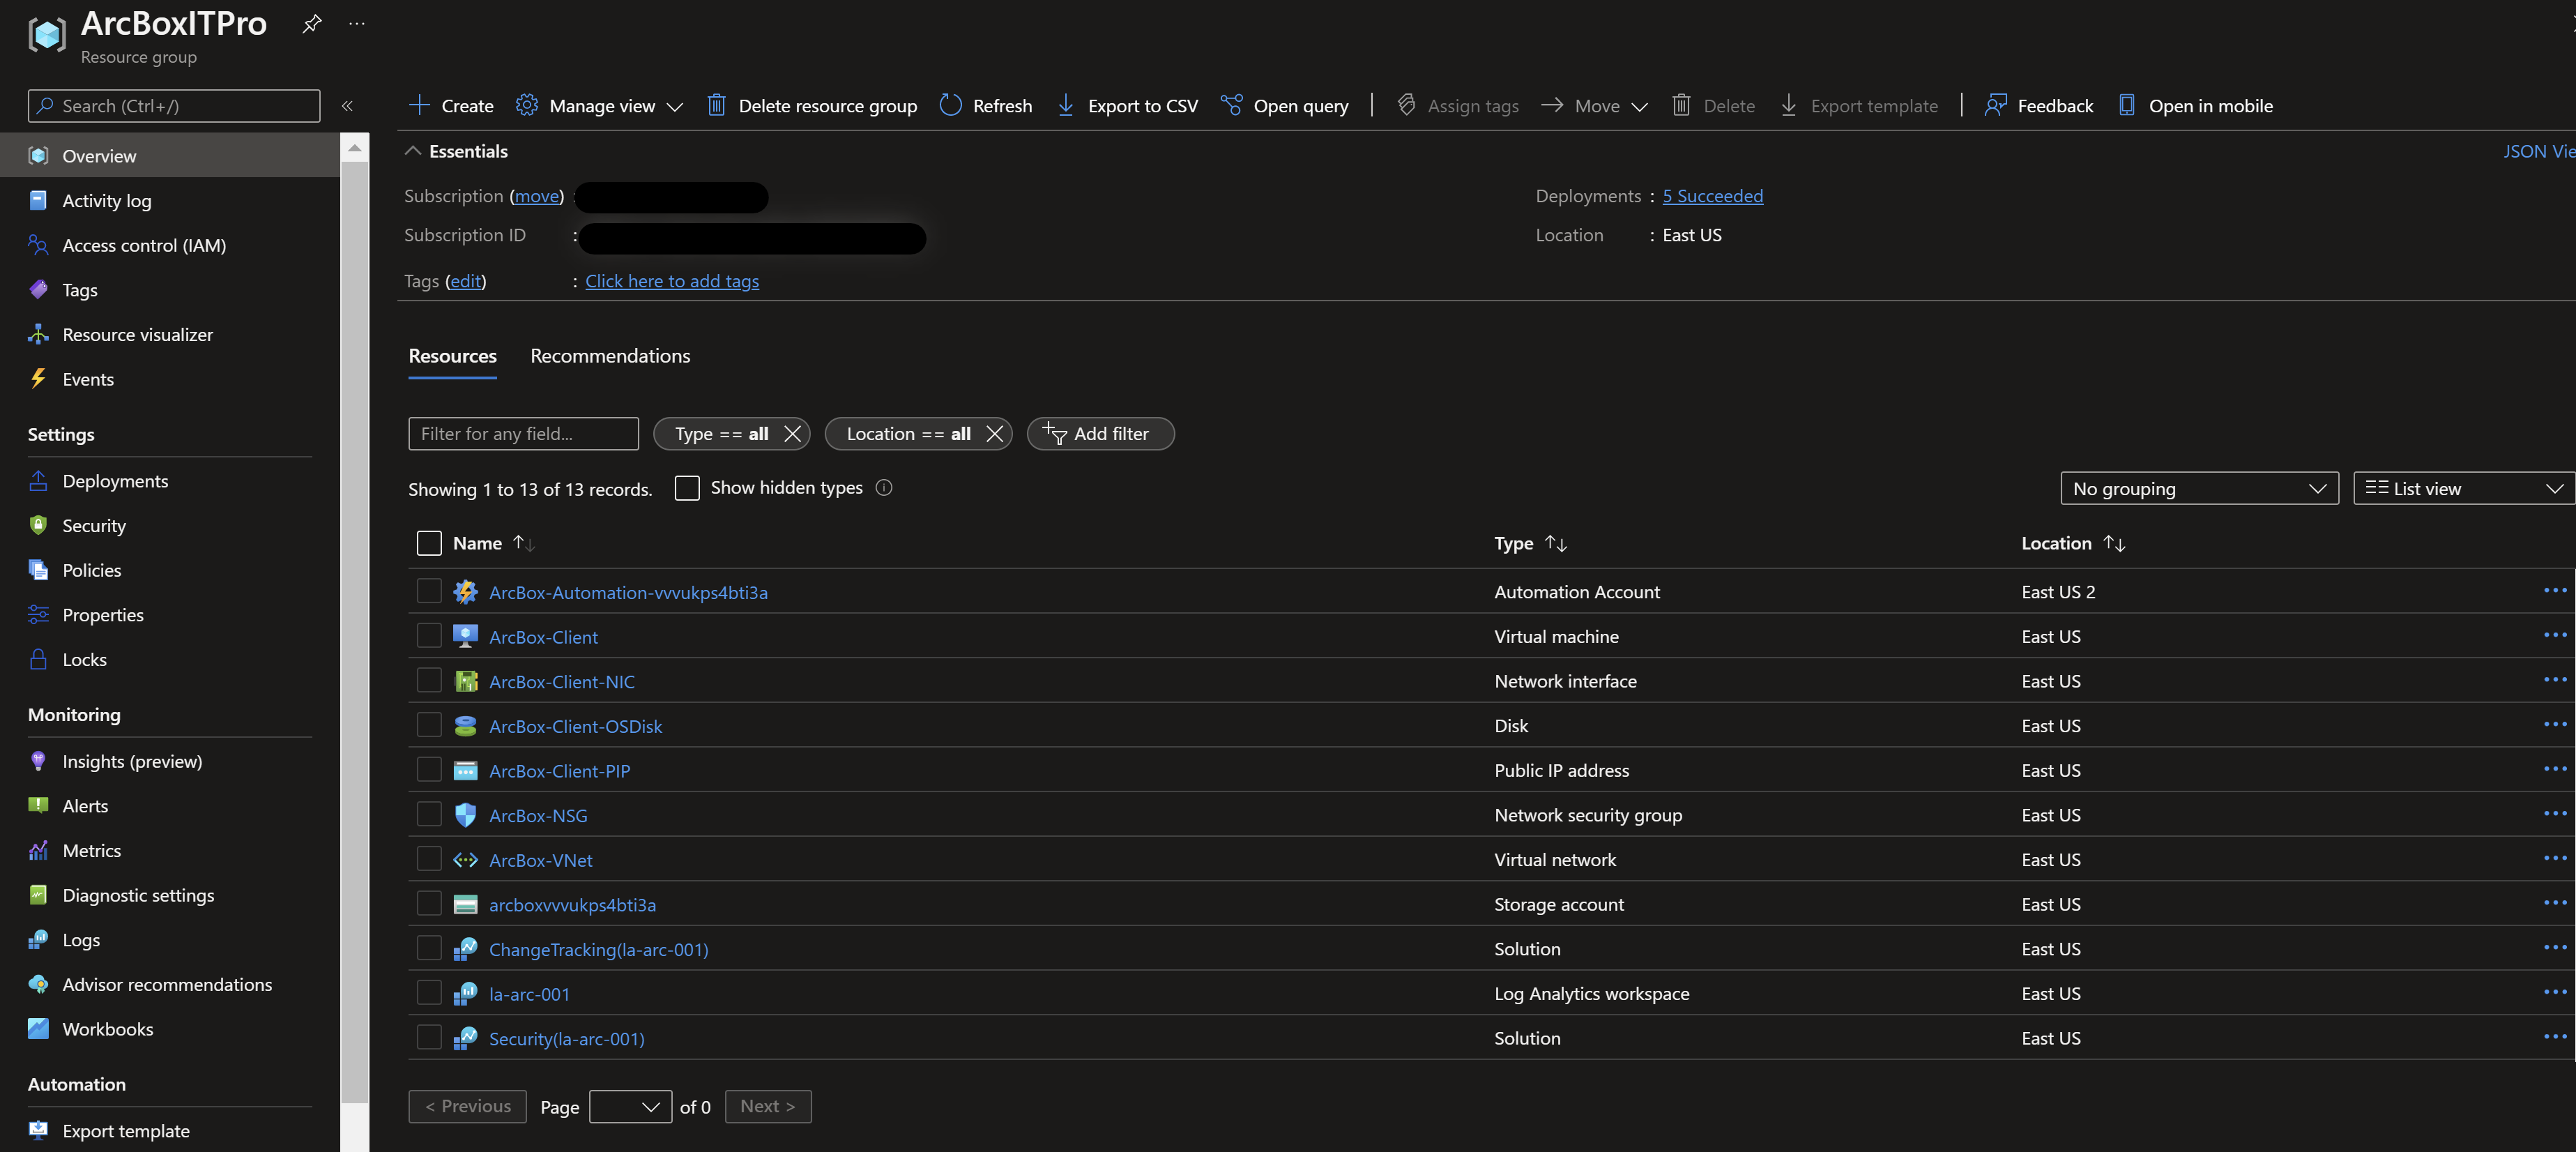 ArcBoxITPro
Resource group
Search (Ctrl+/)
Overview
Activity log
Access control (IAM)
Tags
Resource visualizer
Events
Settings
Deployments
Security
Policies
Properties
Locks
Monitoring
Insights (preview)
Alerts
Metrics
Diagnostic settings
Logs
Advisor recommendations
Workbooks
Automation
Export template
Create Manage view Delete resource group Refresh Export to CSV Open query Assign tags Move Delete Export template Feedback Open in mobile
Essentials JSON Vie
Subscription (move) : Deployments : 5 Succeeded
Subscription ID : Location : East US
Tags (edit) : Click here to add tags
Resources Recommendations
Filter for any field... Type == all Location == all Add filter
Showing 1 to 13 of 13 records. Show hidden types No grouping List view
Name Type Location
ArcBox-Automation-vvvukps4bti3a Automation Account East US 2
ArcBox-Client Virtual machine East US
ArcBox-Client-NIC Network interface East US
ArcBox-Client-OSDisk Disk East US
ArcBox-Client-PIP Public IP address East US
ArcBox-NSG Network security group East US
ArcBox-VNet Virtual network East US
arcboxvvvukps4bti3a Storage account East US
ChangeTracking(la-arc-001) Solution East US
la-arc-001 Log Analytics workspace East US
Security(la-arc-001) Solution East US
< Previous Page of 0 Next >